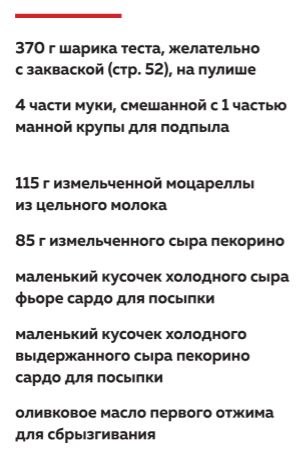 370 г шарика теста, желательно
с закваской (стр. 52), на пулише
4 части муки, смешанной с 1 частью
манной крупы для подпыла
115 г измельченной моцареллы
из цельного молока
85 г измельченного сыра пекорино
маленький кусочек холодного сыра
фьоре сардо для посыпки
маленький кусочек холодного
выдержанного сыра пекорино
сардо для посыпки
оливковое масло первого отжима
для сбрызгивания